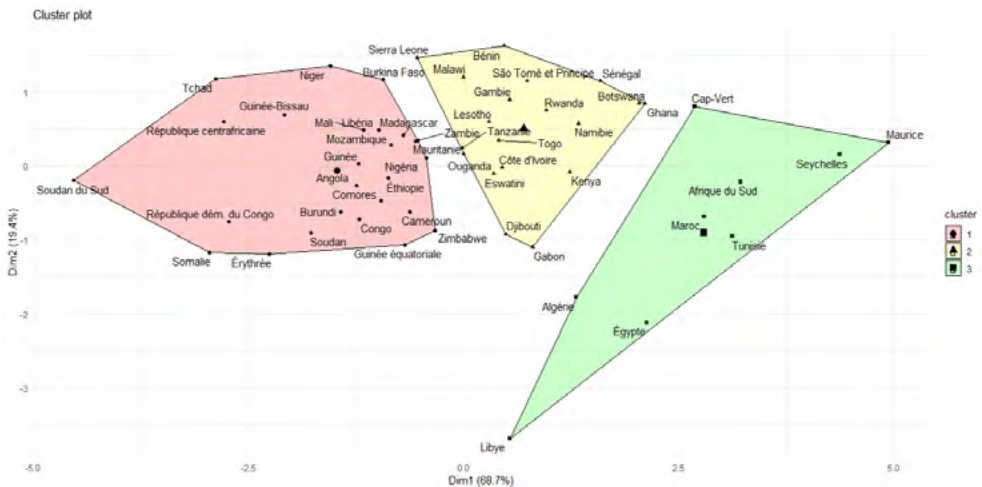 Cluster plot
Sierra Leone
Bénin
Niger
Burkina Faso
Malawi
São Tomé et Principe
Sénégal
Tchad
Guinée-Bissau
Gambie
Rwanda
Botswana
Cap-Vert
Ghana
République centrafricaine
Mali
Libéria
Madagascar
Lesotho
Namibie
Mozambique
Zambie
Tanzanie
Togo
Maurice
Mauritanie
Guinée
Nigéria
Ouganda
Côte d'Ivoire
Seychelles
Angola
Éthiopie
Eswatini
Kenya
Soudan du Sud
Afrique du Sud
Comores
République dém. du Congo
Burundi
Congo
Cameroun
Djibouti
Maroc
Soudan
Zimbabwe
Tunisie
Somalie
Érythrée
Guinée équatoriale
Gabon
Algérie
Égypte
Libye
1
0
-1
-2
-3
Dim2 (19.4%)
-5.0
-2.5
0.0
2.5
5.0
Dim1 (68.7%)
cluster
1
2
3